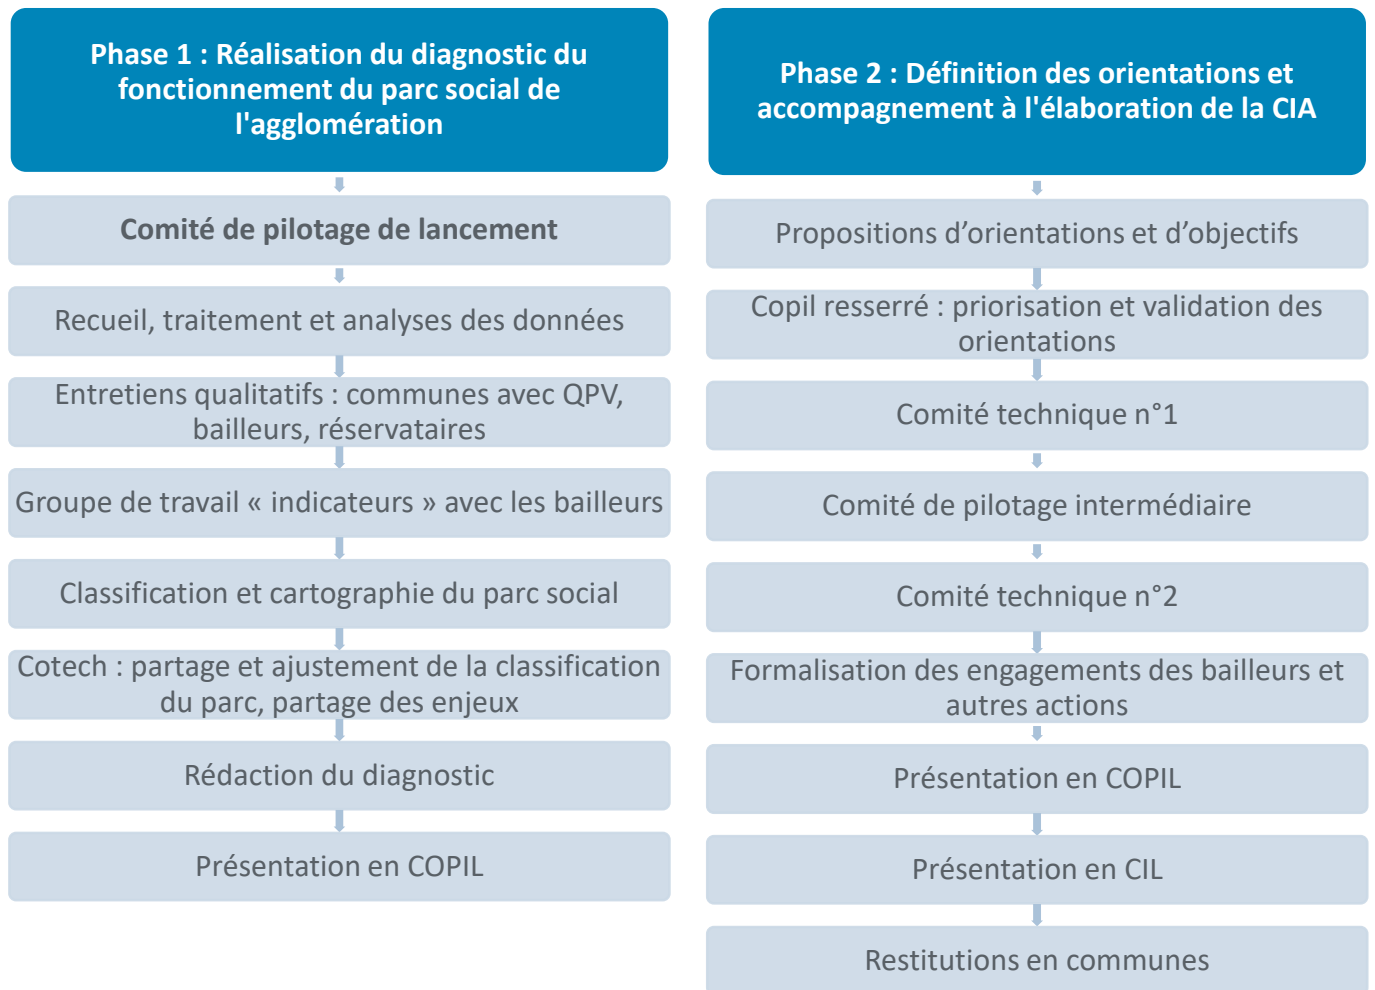 Phase 1 : Réalisation du diagnostic du
fonctionnement du parc social de
l'agglomération
Comité de pilotage de lancement
Recueil, traitement et analyses des données
Entretiens qualitatifs : communes avec QPV,
bailleurs, réservataires
Groupe de travail « indicateurs » avec les bailleurs
Classification et cartographie du parc social
Cotech : partage et ajustement de la classification
du parc, partage des enjeux
Rédaction du diagnostic
Présentation en COPIL
Phase 2 : Définition des orientations et
accompagnement à l'élaboration de la CIA
Propositions d’orientations et d’objectifs
Copil resserré : priorisation et validation des
orientations
Comité technique n°1
Comité de pilotage intermédiaire
Comité technique n°2
Formalisation des engagements des bailleurs et
autres actions
Présentation en COPIL
Présentation en CIL
Restitutions en communes